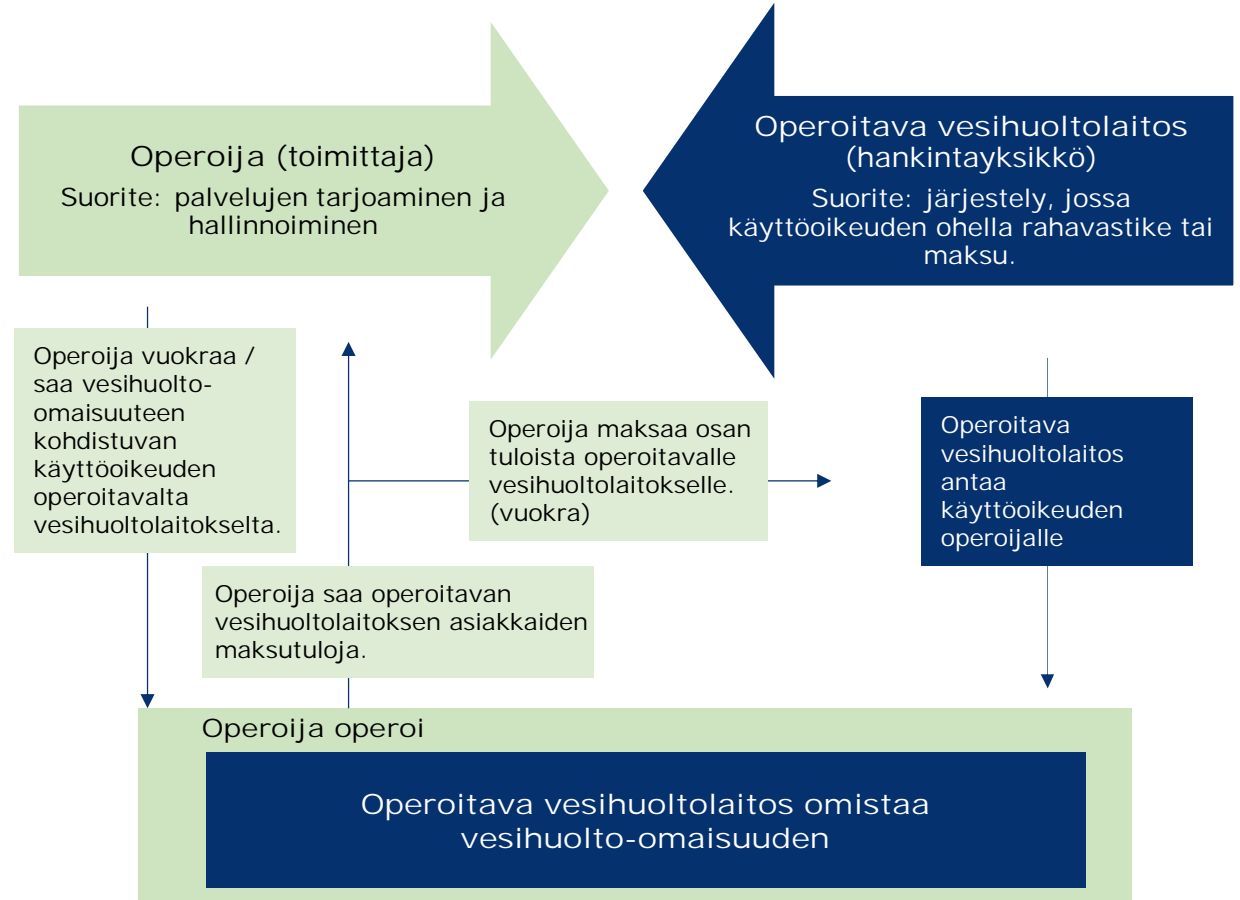 Operoija (toimittaja)
Suorite: palvelujen tarjoaminen ja
hallinnoiminen
Operoitava vesihuoltolaitos
(hankintayksikkö)
Suorite: järjestely, jossa
käyttöoikeuden ohella rahavastike tai
maksu.
Operoija vuokraa /
saa vesihuolto-
omaisuuteen
kohdistuvan
käyttöoikeuden
operoitavalta
vesihuoltolaitokselta.
Operoija maksaa osan
tuloista operoitavalle
vesihuoltolaitokselle.
(vuokra)
Operoitava
vesihuoltolaitos
antaa
käyttöoikeuden
operoijalle
Operoija saa operoitavan
vesihuoltolaitoksen asiakkaiden
maksutuloja.
Operoija operoi
Operoitava vesihuoltolaitos omistaa
vesihuolto-omaisuuden